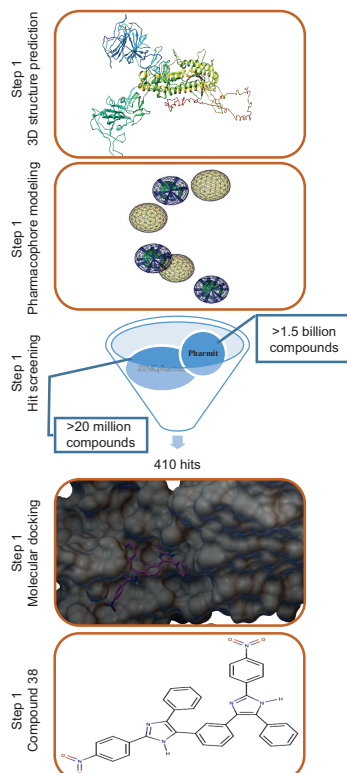 Step 1
3D structure prediction
Step 1
Pharmacophore modeling
Step 1
Hit screening
>1.5 billion
compounds
Pharmit
>20 million
compounds
410 hits
Step 1
Molecular docking
Step 1
Compound 38
O
N
O
N
N
H
N
N
H
O
N
O